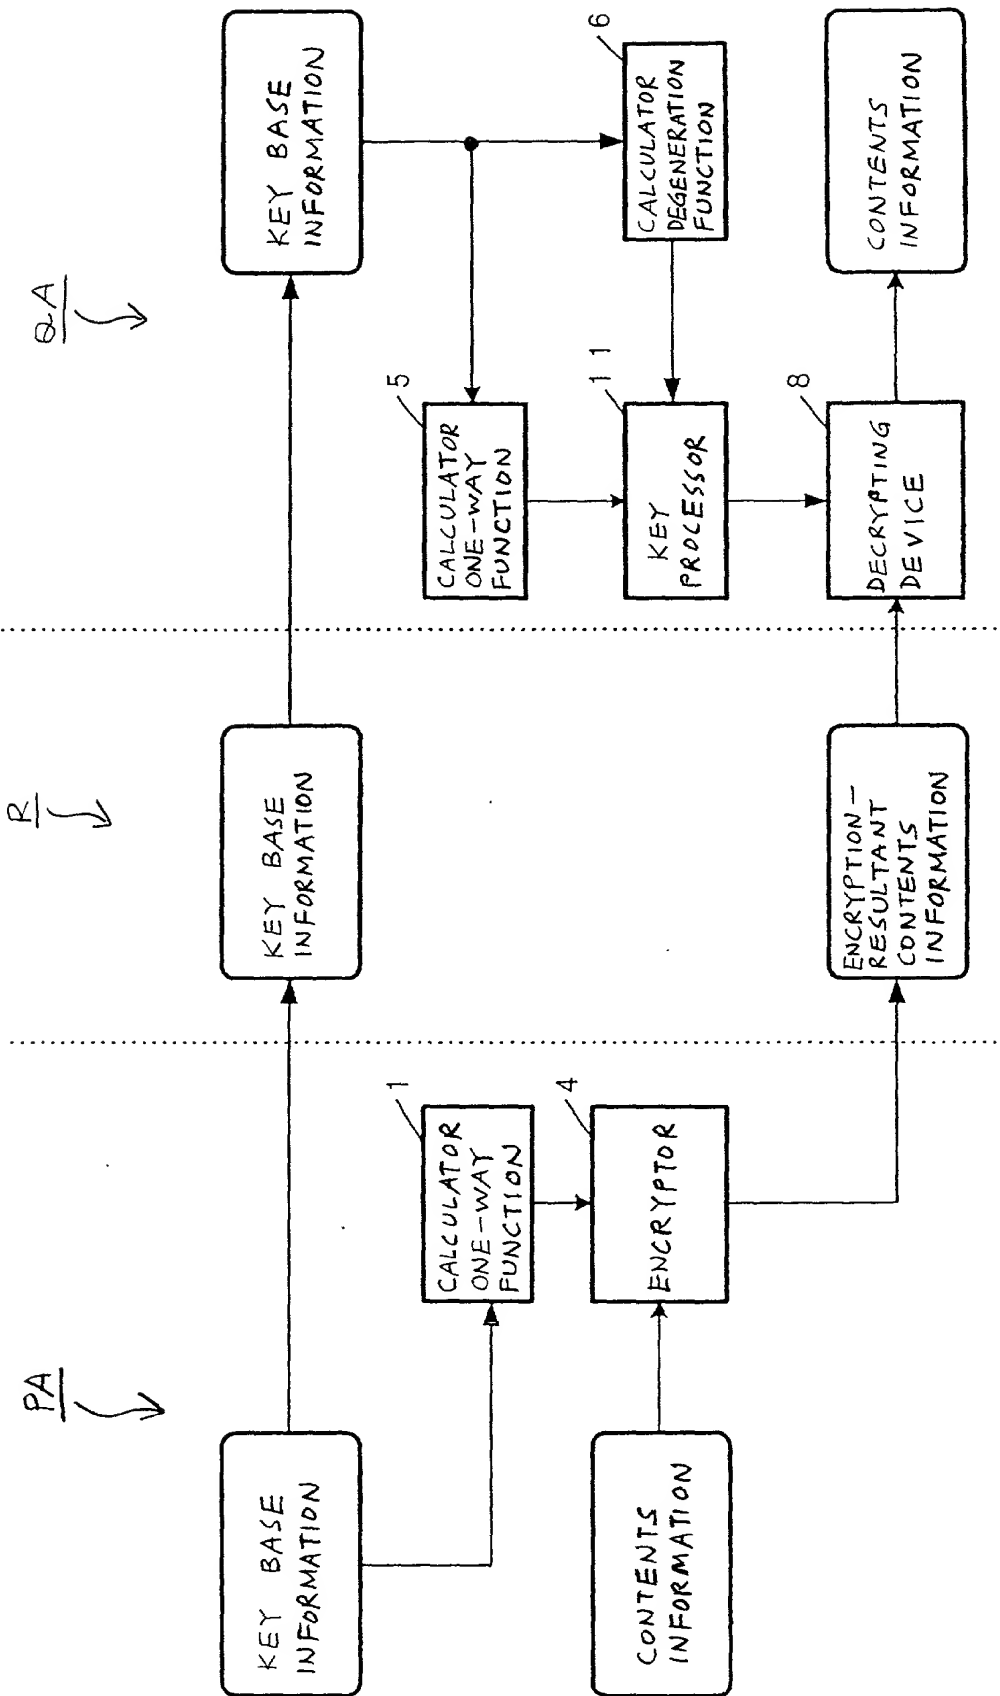 PA
R
QA
KEY BASE
INFORMATION
KEY BASE
INFORMATION
KEY BASE
INFORMATION
1
CALCULATOR
ONE-WAY
FUNCTION
5
CALCULATOR
ONE-WAY
FUNCTION
6
CALCULATOR
DEGENERATION
FUNCTION
4
ENCRYPTOR
11
KEY
PROCESSOR
CONTENTS
INFORMATION
ENCRYPTION-
RESULTANT
CONTENTS
INFORMATION
8
DECRYPTING
DEVICE
CONTENTS
INFORMATION